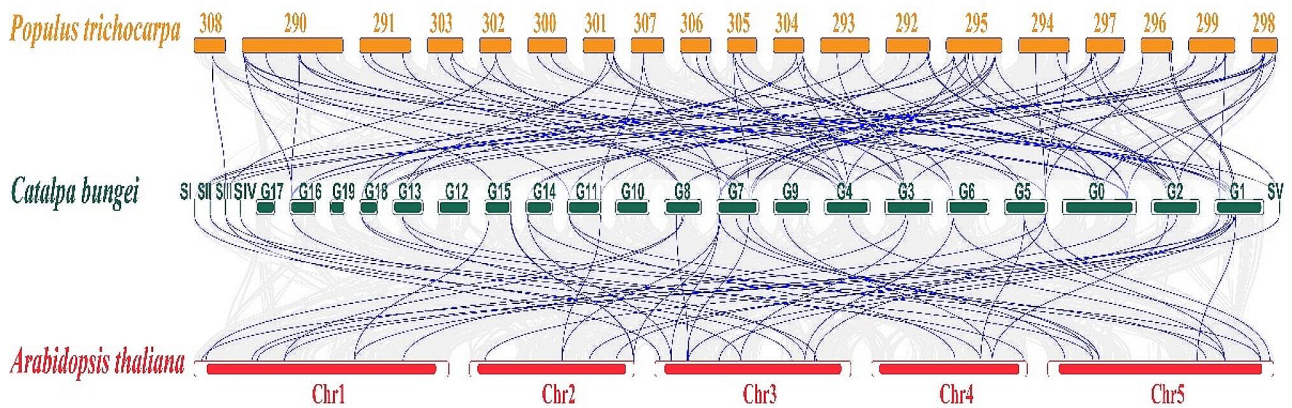 Populus trichocarpa 308 290 291 303 302 300 301 307 306 305 304 293 292 295 294 297 296 299 298
Catalpa bungei SI SII SIII SIV G17 G16 G19 G18 G13 G12 G15 G14 G11 G10 G8 G7 G9 G4 G3 G6 G5 G0 G2 G1 SV
Arabidopsis thaliana
Chr1 Chr2 Chr3 Chr4 Chr5